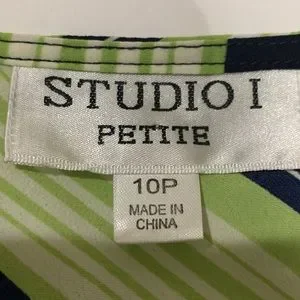 STUDIO I
PETITE
10P
MADE IN
CHINA